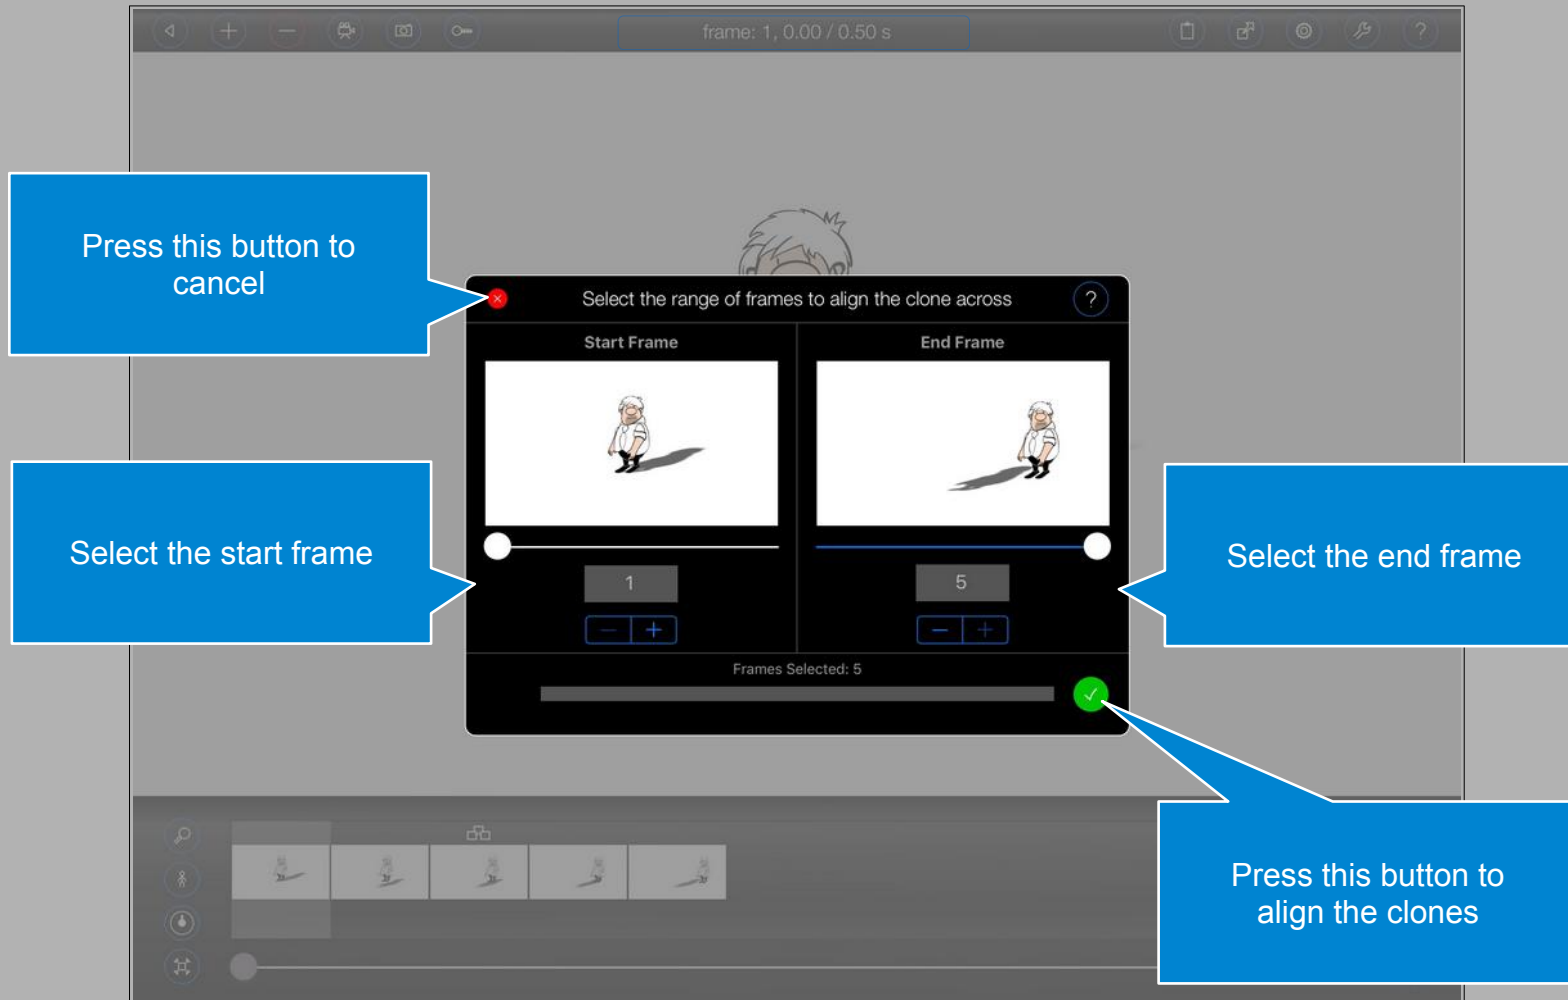 frame: 1, 0.00 / 0.50 s
?
Press this button to
cancel
Select the range of frames to align the clone across
?
Start Frame
End Frame
Select the start frame
Select the end frame
1
5
Frames Selected: 5
Press this button to
align the clones